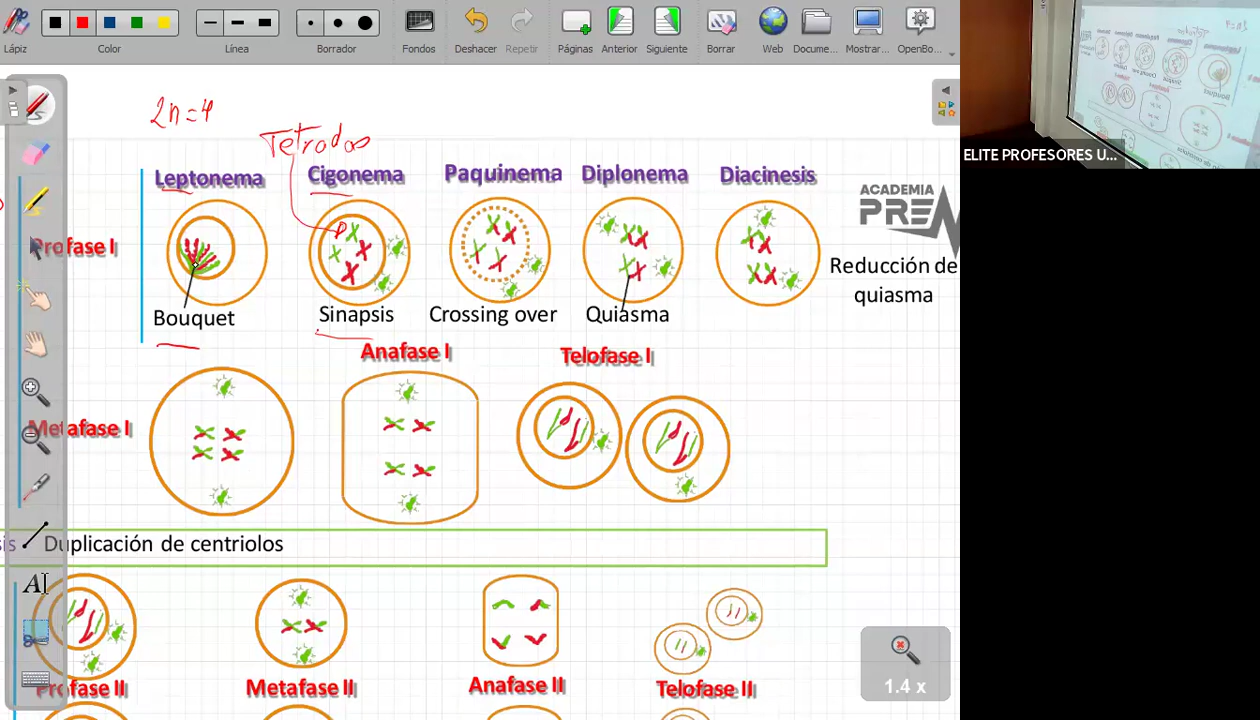 Lápiz
Color
Línea
Borrador
Fondos
Deshacer
Repetir
Páginas
Anterior
Siguiente
Borrar
Web
Docume...
Mostrar...
OpenBo...
2n=4
Tetrodos
Leptonema
Cigonema
Paquinema
Diplonema
Diacinesis
Profase I
Bouquet
Sinapsis
Crossing over
Quiasma
Reducción de
quiasma
ACADEMIA
PRE
ELITE PROFESORES U...
Metafase I
Anafase I
Telofase I
sis Duplicación de centriolos
AI
Profase II
Metafase II
Anafase II
Telofase II
1.4 x